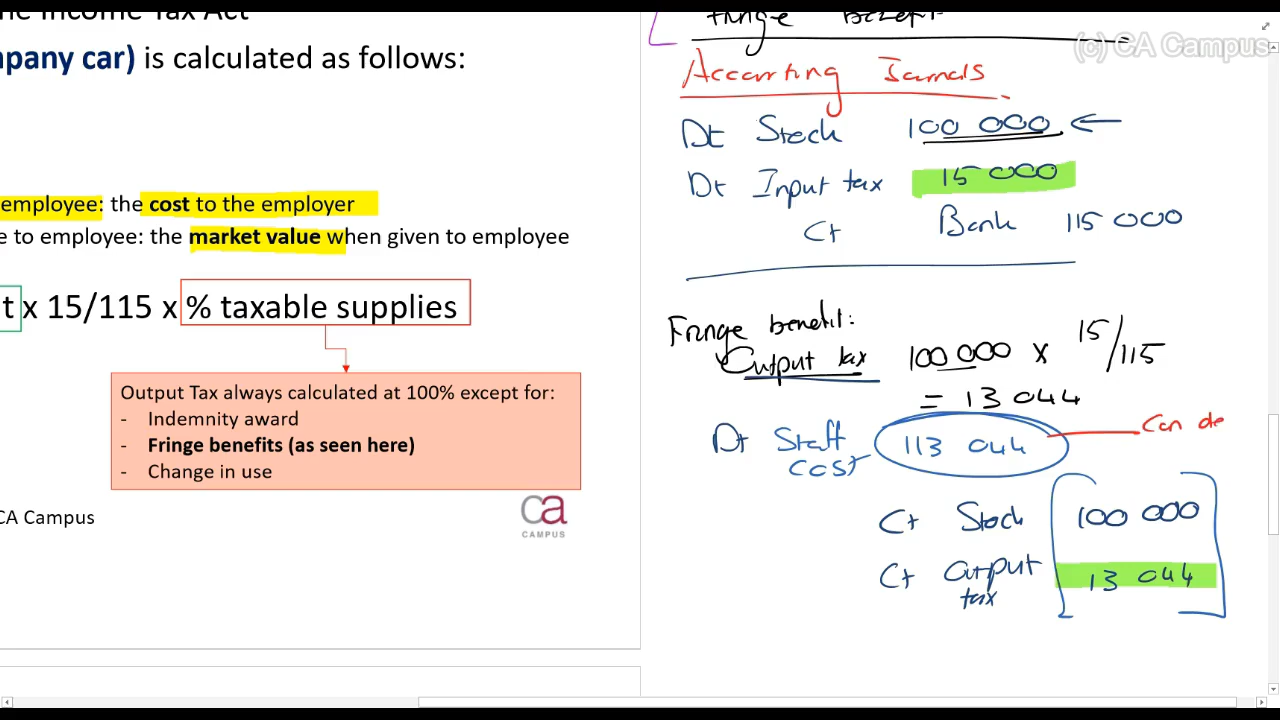 he Income Tax Act
npany car) is calculated as follows:
employee: the cost to the employer
e to employee: the market value when given to employee
t x 15/115 x % taxable supplies
Output Tax always calculated at 100% except for:
- Indemnity award
- Fringe benefits (as seen here)
- Change in use
CA Campus
ca
CAMPUS
Fringe Benefit
(c) CA Campus
Accounting Journals
Dt Stock 100 000
Dt Input tax 15 000
Ct Bank 115 000
Fringe benefit:
Output tax 100 000 x 15/115
= 13 044
Dt Staff cost 113 044 Can de
Ct Stock 100 000
Ct Output tax 13 044